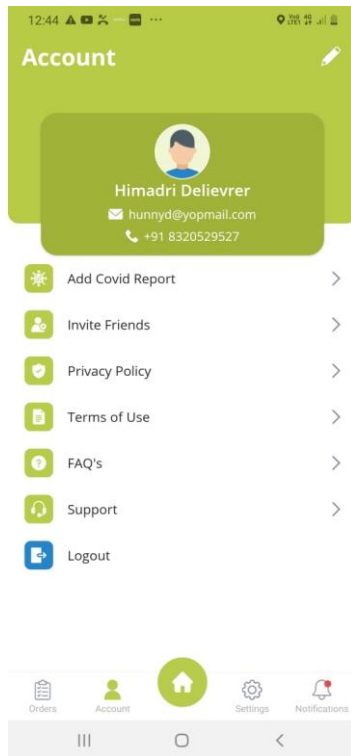 12:44
Account
Himadri Delievrer
hunnyd@yopmail.com
+91 8320529527
Add Covid Report
Invite Friends
Privacy Policy
Terms of Use
FAQ's
Support
Logout
Orders
Account
Settings
Notifications